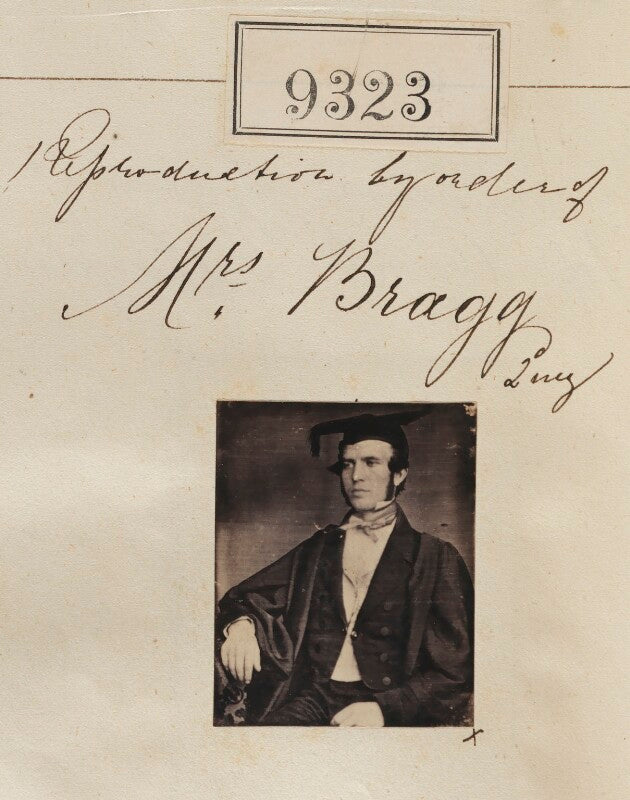 9323
Reproduction by order of
Mrs. Bragg
x